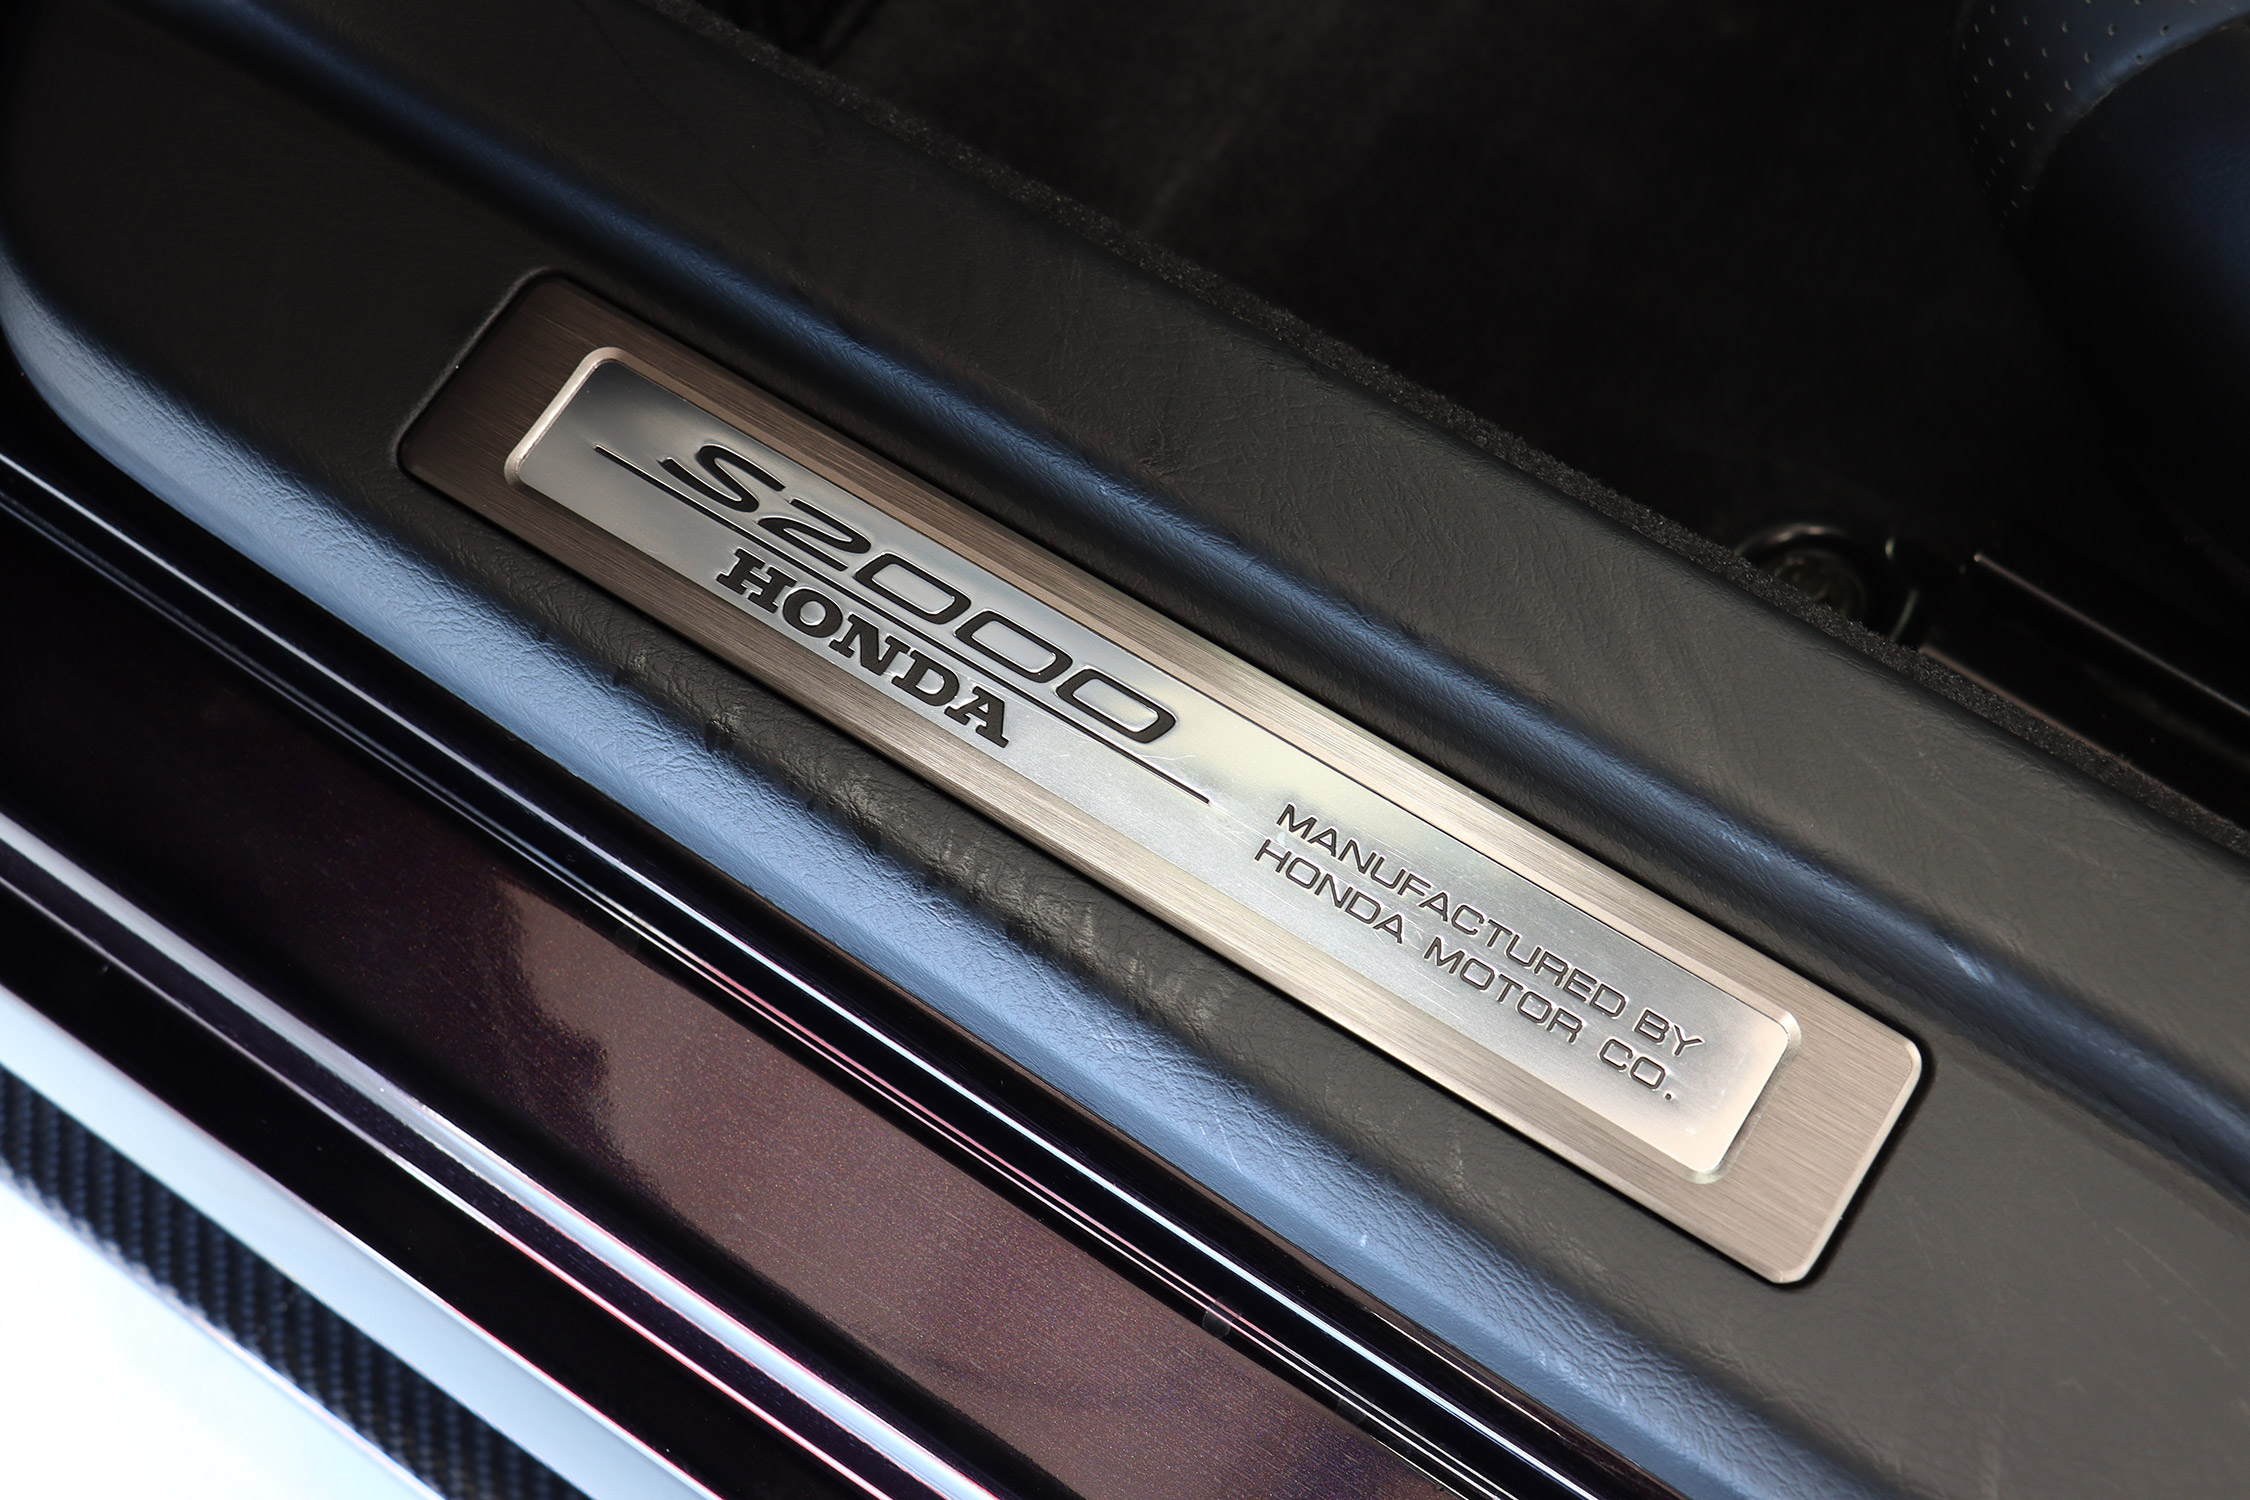 S2000
HONDA
MANUFACTURED BY
HONDA MOTOR CO.